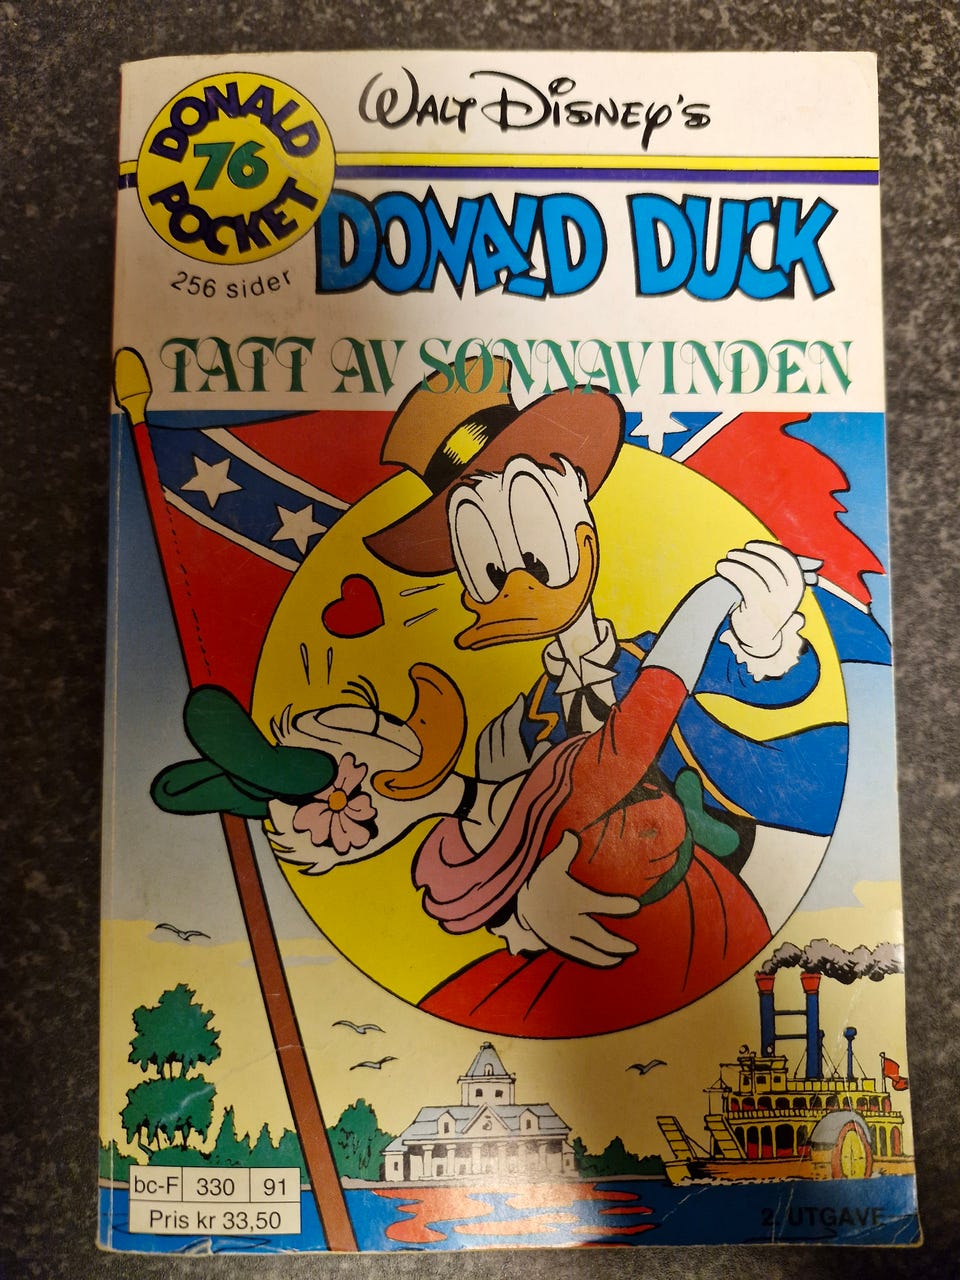 WALT DISNEY'S
DONALD
76
POCKET
256 sider
DONALD DUCK
TATT AV SØNNAVINDEN
bc-F 330 91
Pris kr 33,50
2. UTGAVE